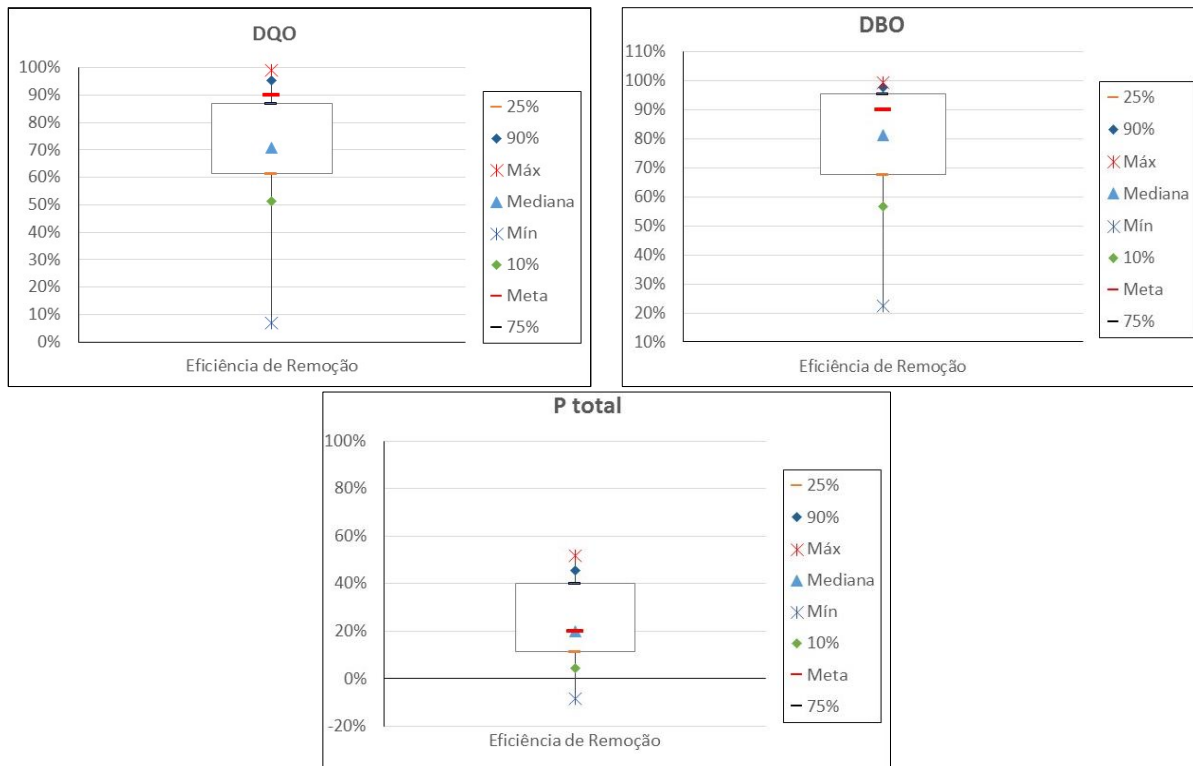 DQO
100%
90%
80%
70%
60%
50%
40%
30%
20%
10%
0%
Eficiência de Remoção
25%
90%
Máx
Mediana
Mín
10%
Meta
75%
DBO
110%
100%
90%
80%
70%
60%
50%
40%
30%
20%
10%
Eficiência de Remoção
25%
90%
Máx
Mediana
Mín
10%
Meta
75%
P total
100%
80%
60%
40%
20%
0%
-20%
Eficiência de Remoção
25%
90%
Máx
Mediana
Mín
10%
Meta
75%